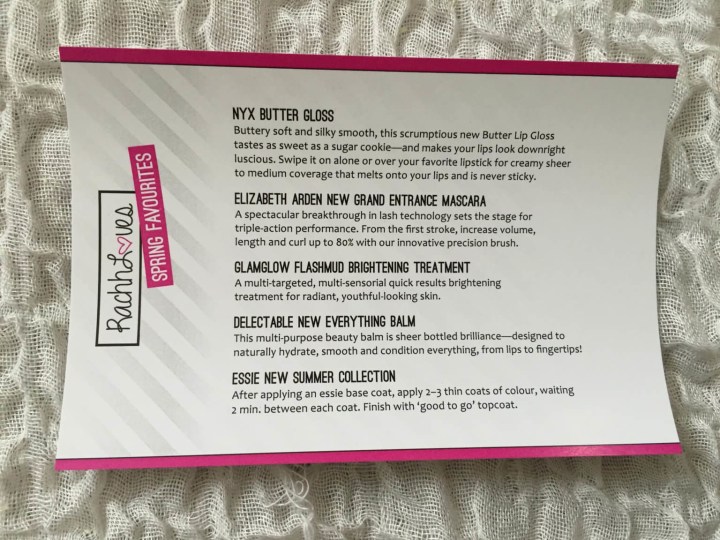 RachhLoves
SPRING FAVOURITES
NYX BUTTER GLOSS
Buttery soft and silky smooth, this scrumptious new Butter Lip Gloss
tastes as sweet as a sugar cookie—and makes your lips look downright
luscious. Swipe it on alone or over your favorite lipstick for creamy sheer
to medium coverage that melts onto your lips and is never sticky.
ELIZABETH ARDEN NEW GRAND ENTRANCE MASCARA
A spectacular breakthrough in lash technology sets the stage for
triple-action performance. From the first stroke, increase volume,
length and curl up to 80% with our innovative precision brush.
GLAMGLOW FLASHMUD BRIGHTENING TREATMENT
A multi-targeted, multi-sensorial quick results brightening
treatment for radiant, youthful-looking skin.
DELECTABLE NEW EVERYTHING BALM
This multi-purpose beauty balm is sheer bottled brilliance—designed to
naturally hydrate, smooth and condition everything, from lips to fingertips!
ESSIE NEW SUMMER COLLECTION
After applying an essie base coat, apply 2–3 thin coats of colour, waiting
2 min. between each coat. Finish with ‘good to go’ topcoat.